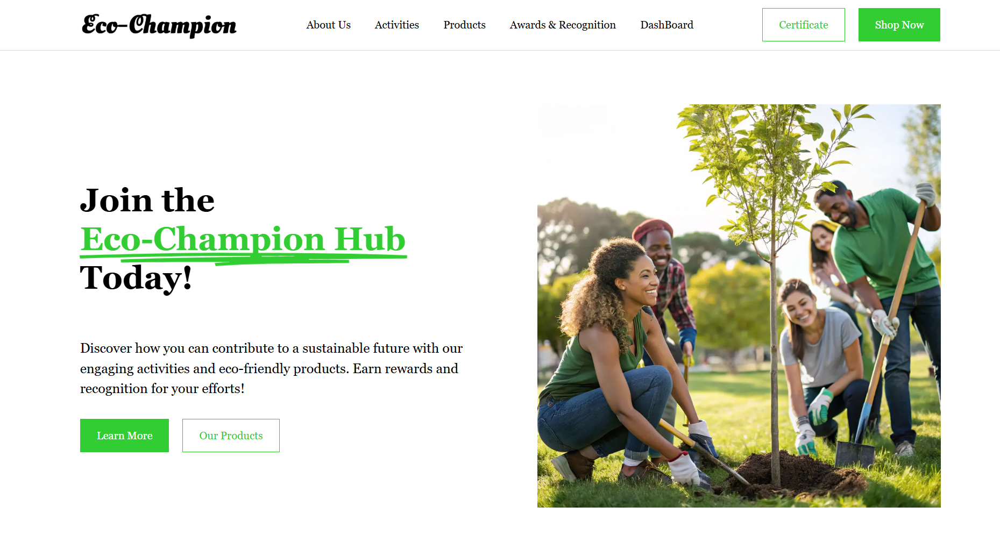 Eco-Champion
About Us
Activities
Products
Awards & Recognition
DashBoard
Certificate
Shop Now
Join the
Eco-Champion Hub
Today!
Discover how you can contribute to a sustainable future with our
engaging activities and eco-friendly products. Earn rewards and
recognition for your efforts!
Learn More
Our Products